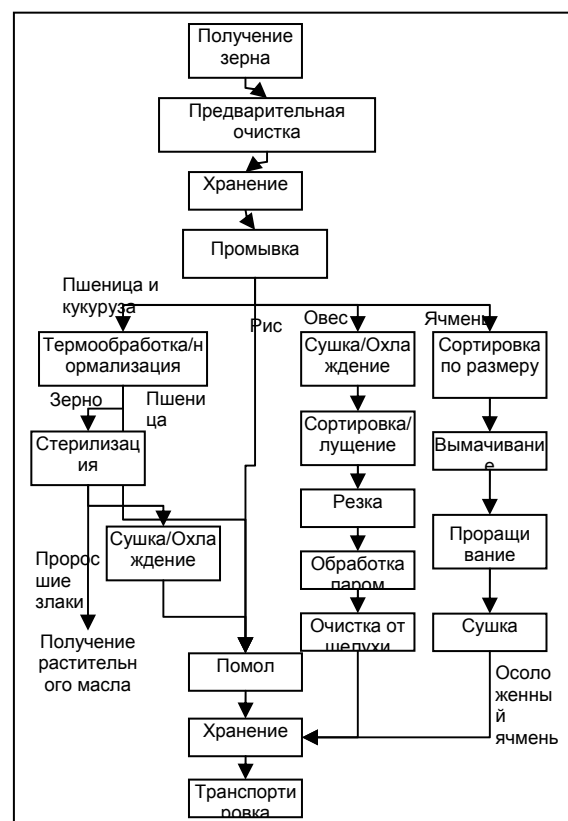 Получение
зерна
Предварительная
очистка
Хранение
Промывка
Пшеница и
кукуруза
Рис
Овес
Ячмень
Термообработка/н
ормализация
Сушка/Охла
ждение
Сортировка
по размеру
Зерно
Пшени
ца
Стерилизац
ия
Сортировка/
лущение
Вымачивани
е
Резка
Сушка/Охла
ждение
Проращи
вание
Пророс
шие
злаки
Обработка
паром
Получение
растительн
ого масла
Очистка от
шелухи
Сушка
Помол
Осоло
женны
й
ячмень
Хранение
Транспорти
ровка